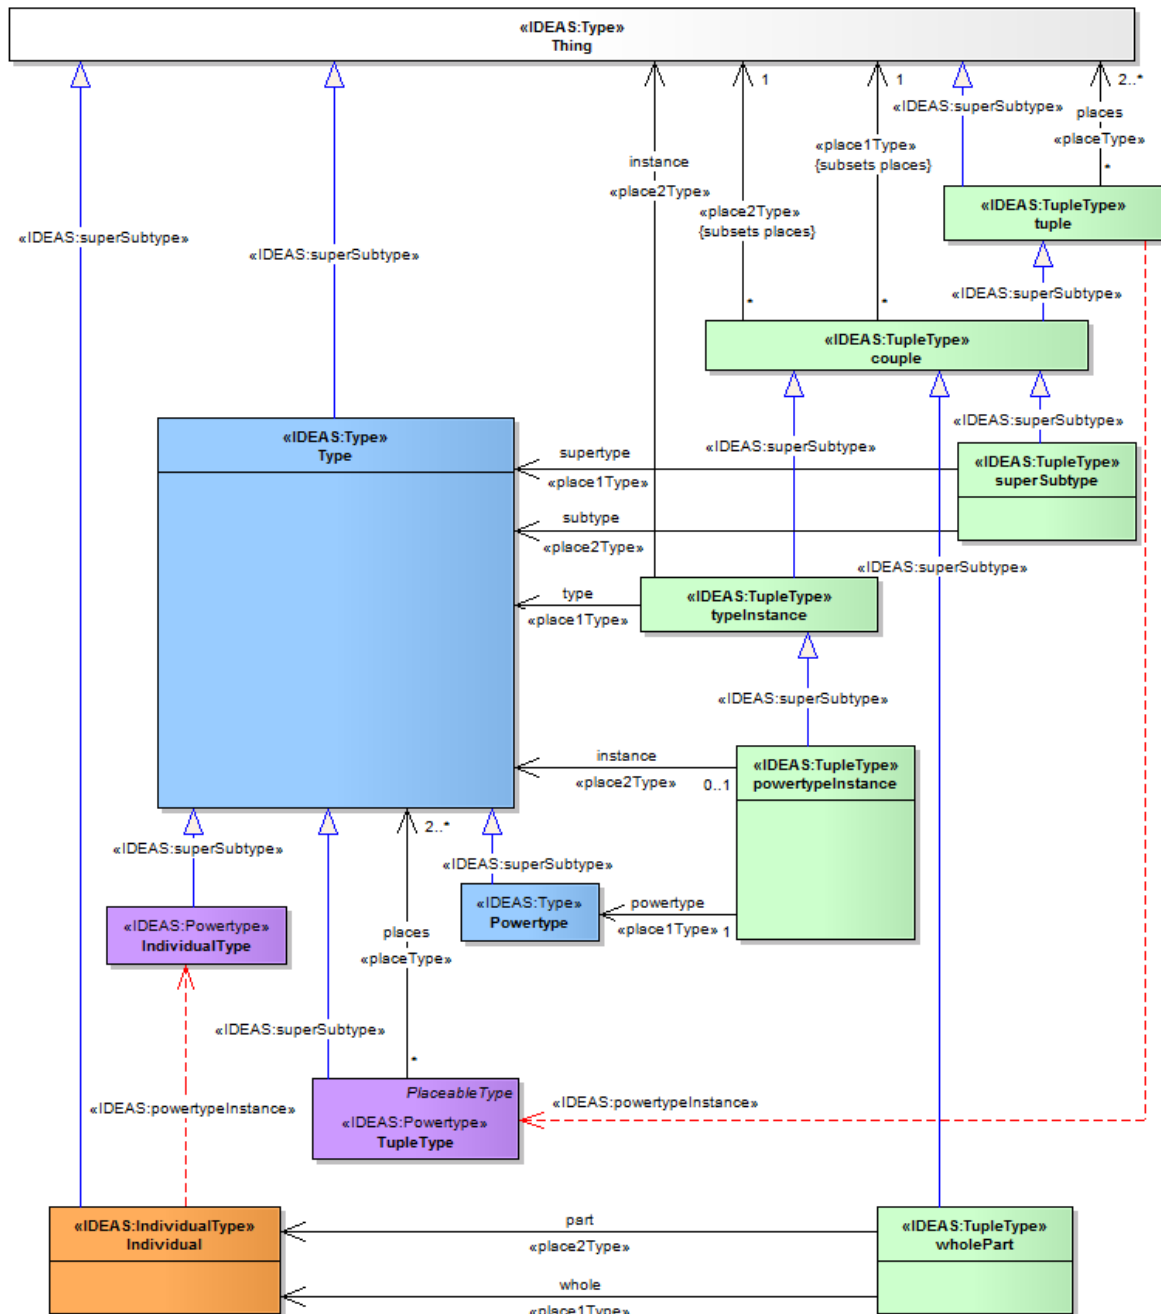 «IDEAS:Type»
Thing
1
1
2..*
«IDEAS:superSubtype»
places
«place1Type»
«placeType»
{subsets places}
instance
«place2Type»
*
«IDEAS:TupleType»
tuple
«place2Type»
{subsets places}
«IDEAS:superSubtype»
«IDEAS:superSubtype»
«IDEAS:superSubtype»
*
*
«IDEAS:TupleType»
couple
«IDEAS:superSubtype»
«IDEAS:Type»
Type
«IDEAS:superSubtype»
supertype
«place1Type»
«IDEAS:TupleType»
superSubtype
subtype
«place2Type»
«IDEAS:superSubtype»
type
«place1Type»
«IDEAS:TupleType»
typeInstance
«IDEAS:superSubtype»
instance
«place2Type»
0..1
«IDEAS:TupleType»
powertypeInstance
2..*
«IDEAS:superSubtype»
«IDEAS:superSubtype»
«IDEAS:Type»
Powertype
powertype
«place1Type»
1
«IDEAS:Powertype»
IndividualType
places
«placeType»
«IDEAS:superSubtype»
*
PlaceableType
«IDEAS:Powertype»
TupleType
«IDEAS:powertypeInstance»
«IDEAS:powertypeInstance»
«IDEAS:IndividualType»
Individual
part
«place2Type»
«IDEAS:TupleType»
wholePart
whole
«place1Type»